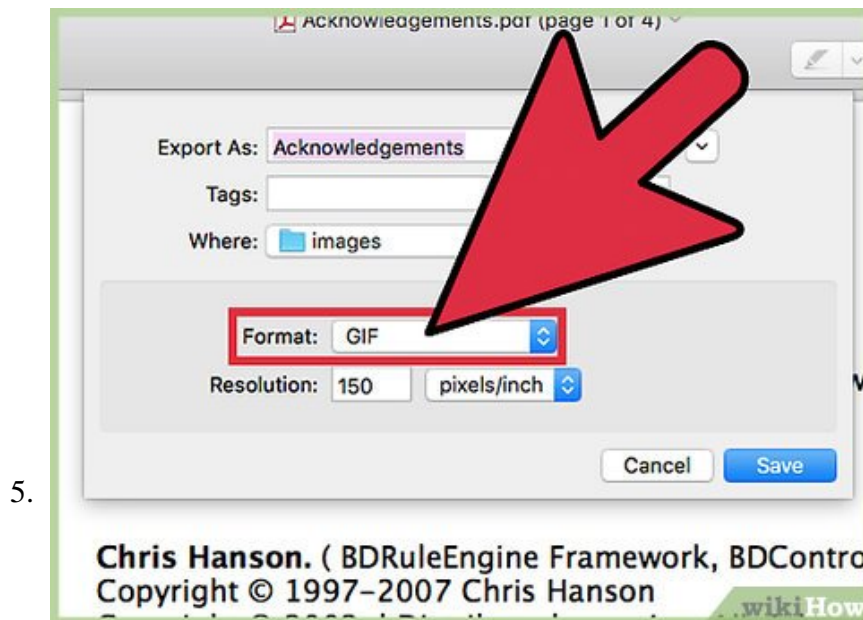 Acknowledgements.pdf (page 1 of 4)
Export As: Acknowledgements
Tags:
Where: images
Format: GIF
Resolution: 150 pixels/inch
Cancel Save
5.
Chris Hanson. ( BDRuleEngine Framework, BDContro
Copyright © 1997–2007 Chris Hanson
wikiHow